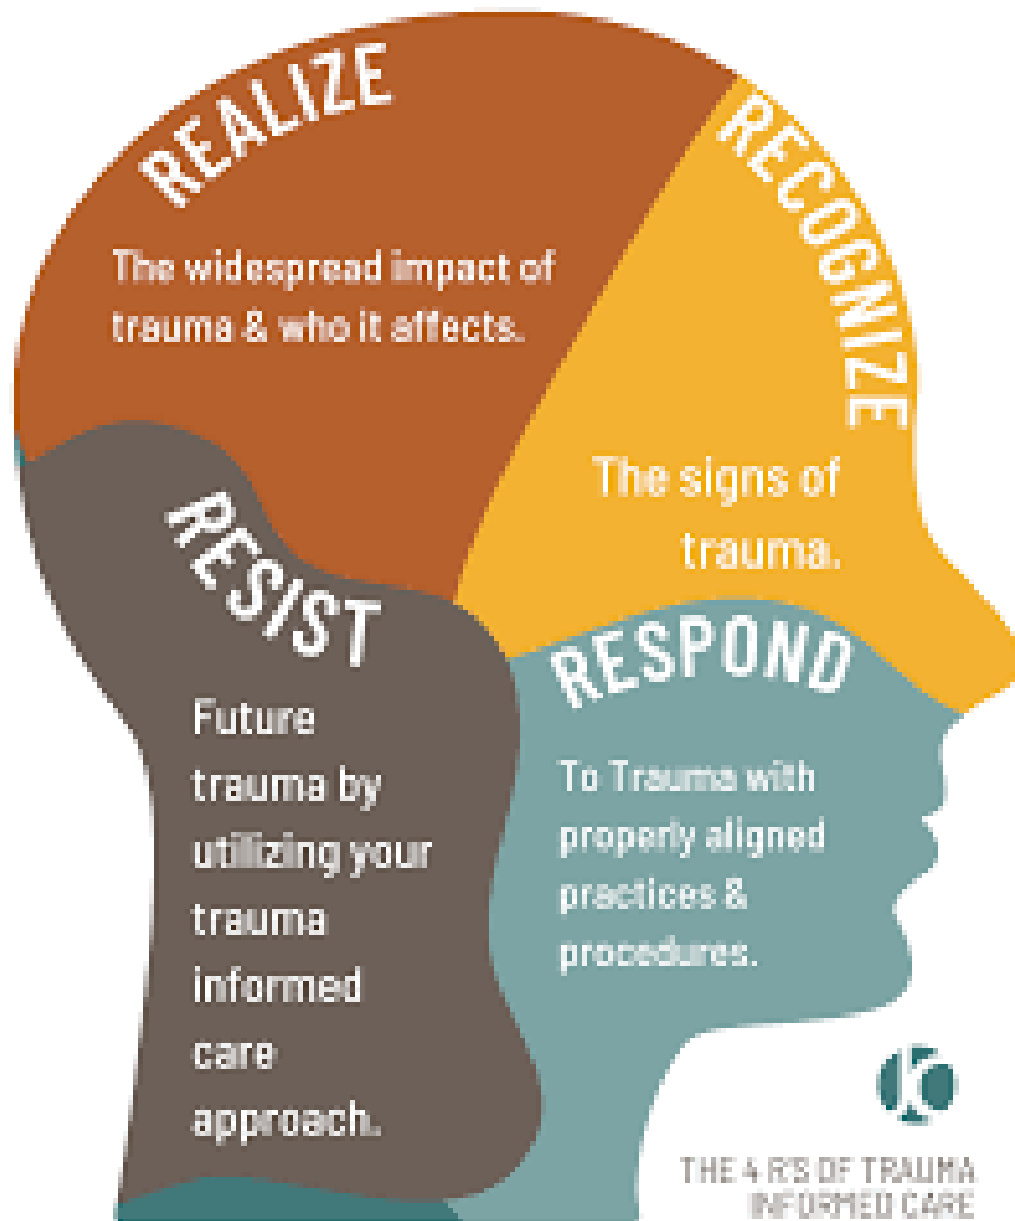 REALIZE
The widespread impact of
trauma & who it affects.
RECOGNIZE
The signs of
trauma.
RESIST
Future
trauma by
utilizing your
trauma
informed
care
approach.
RESPOND
To Trauma with
properly aligned
practices &
procedures.
k
THE 4 R'S OF TRAUMA
INFORMED CARE